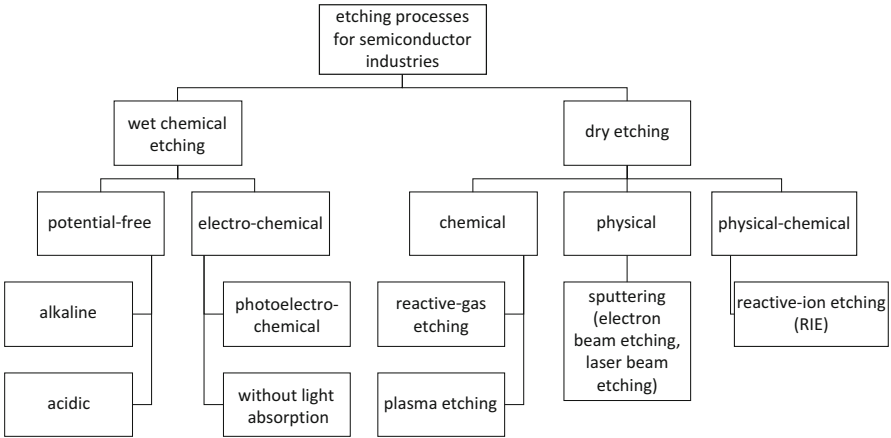 etching processes
for semiconductor
industries
wet chemical
etching
dry etching
potential-free
electro-chemical
chemical
physical
physical-chemical
alkaline
photoelectro-
chemical
reactive-gas
etching
sputtering
(electron
beam etching,
laser beam
etching)
reactive-ion etching
(RIE)
acidic
without light
absorption
plasma etching